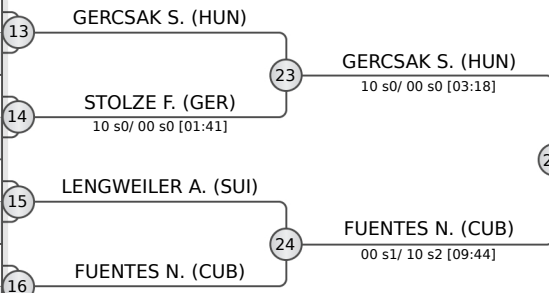 GERCSAK S. (HUN)
13
23
GERCSAK S. (HUN)
10 s0/ 00 s0 [03:18]
STOLZE F. (GER)
14
10 s0/ 00 s0 [01:41]
LENGWEILER A. (SUI)
15
24
FUENTES N. (CUB)
00 s1/ 10 s2 [09:44]
FUENTES N. (CUB)
16